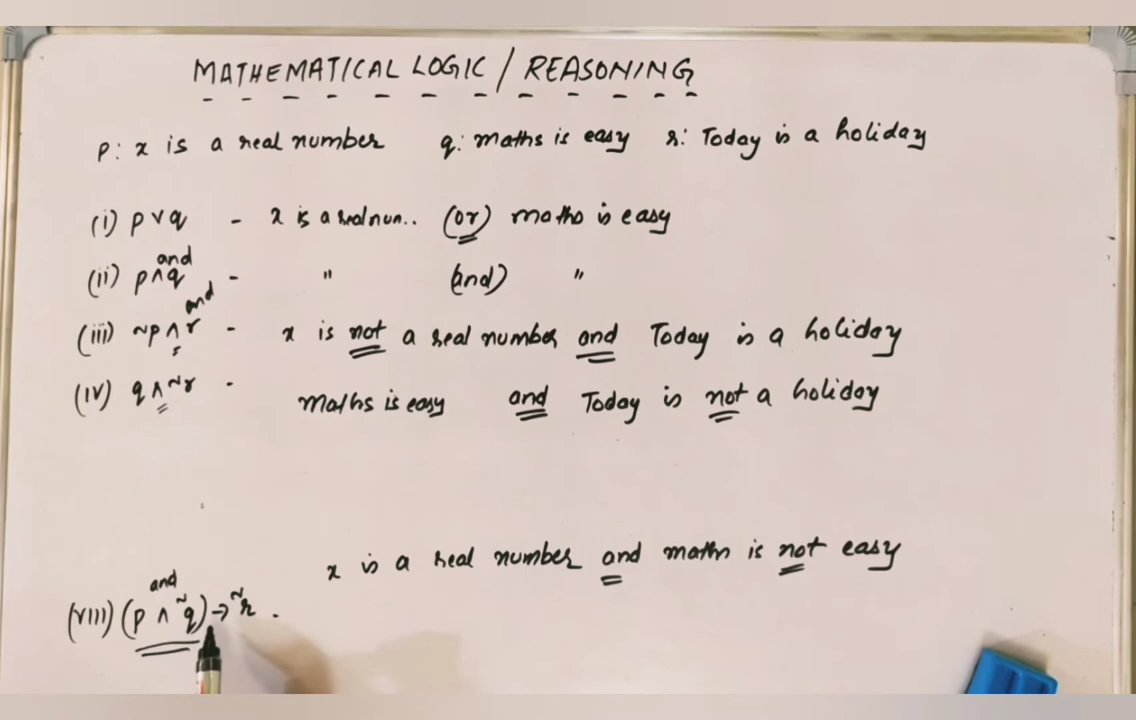 MATHEMATICAL LOGIC / REASONING
p: x is a real number q: maths is easy r: Today is a holiday
(i) p ∨ q - x is a real num.. (or) maths is easy
and
(ii) p ∧ q - " (and) "
and
(iii) ~p ∧ r - x is not a real number and Today is a holiday
(iv) q ∧ ~r - maths is easy and Today is not a holiday
x is a real number and maths is not easy
and
(viii) (p ∧ ~q) → ~r -